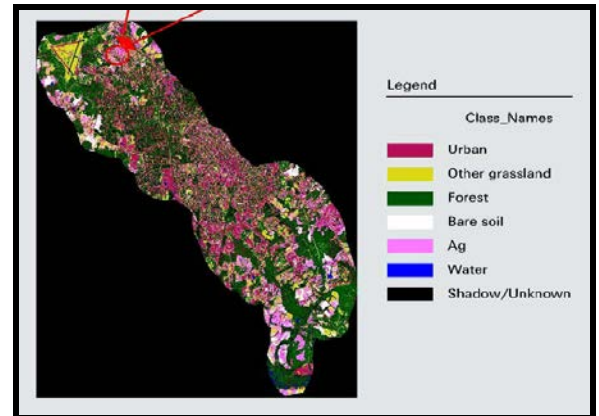 Legend
Class_Names
Urban
Other grassland
Forest
Bare soil
Ag
Water
Shadow/Unknown